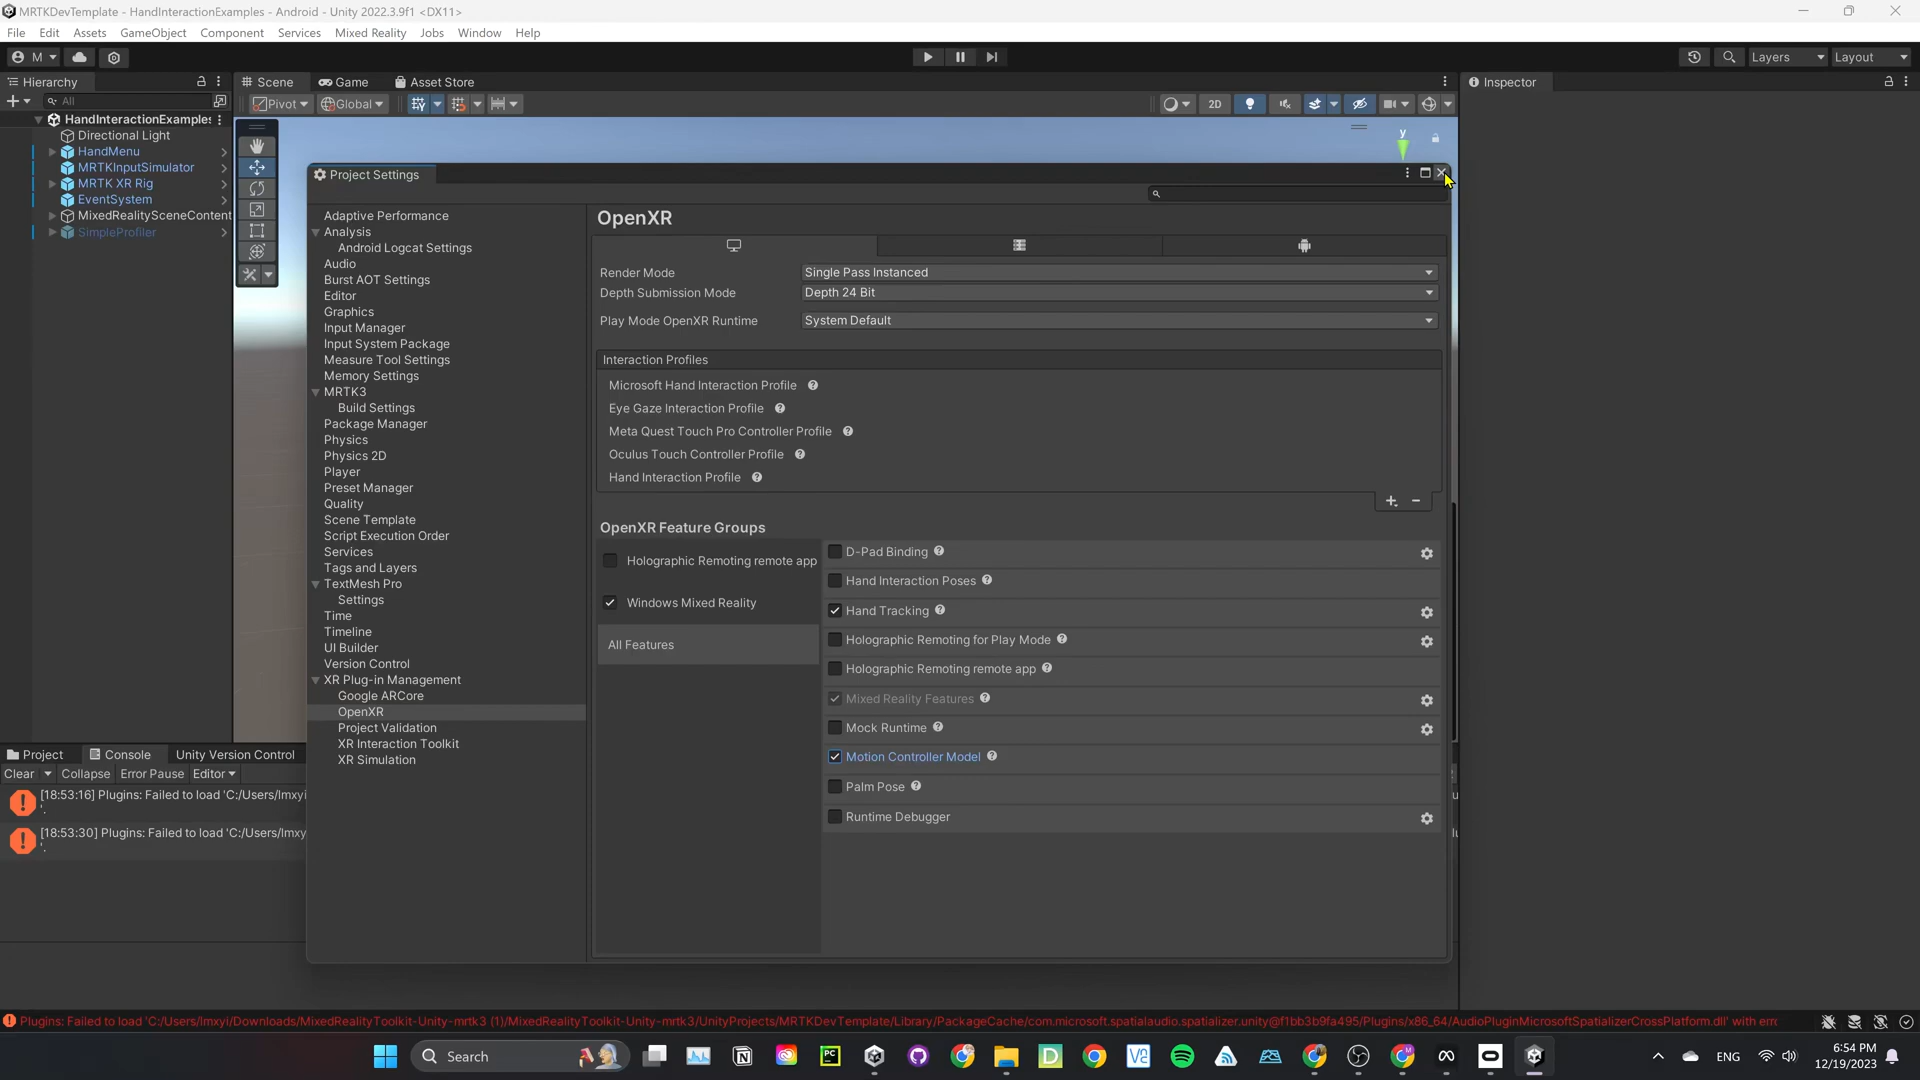 MRTKDevTemplate - HandInteractionExamples - Android - Unity 2022.3.9f1 <DX11>
File Edit Assets GameObject Component Services Mixed Reality Jobs Window Help
M
Layers
Layout
Hierarchy
Scene
Game
Asset Store
Inspector
All
Pivot
Global
2D
HandInteractionExamples
Directional Light
HandMenu
MRTKInputSimulator
MRTK XR Rig
EventSystem
MixedRealitySceneContent
SimpleProfiler
y
Project Settings
Adaptive Performance
Analysis
Android Logcat Settings
Audio
Burst AOT Settings
Editor
Graphics
Input Manager
Input System Package
Measure Tool Settings
Memory Settings
MRTK3
Build Settings
Package Manager
Physics
Physics 2D
Player
Preset Manager
Quality
Scene Template
Script Execution Order
Services
Tags and Layers
TextMesh Pro
Settings
Time
Timeline
UI Builder
Version Control
XR Plug-in Management
Google ARCore
OpenXR
Project Validation
XR Interaction Toolkit
XR Simulation
OpenXR
Render Mode Single Pass Instanced
Depth Submission Mode Depth 24 Bit
Play Mode OpenXR Runtime System Default
Interaction Profiles
Microsoft Hand Interaction Profile
Eye Gaze Interaction Profile
Meta Quest Touch Pro Controller Profile
Oculus Touch Controller Profile
Hand Interaction Profile
OpenXR Feature Groups
Holographic Remoting remote app
Windows Mixed Reality
All Features
D-Pad Binding
Hand Interaction Poses
Hand Tracking
Holographic Remoting for Play Mode
Holographic Remoting remote app
Mixed Reality Features
Mock Runtime
Motion Controller Model
Palm Pose
Runtime Debugger
Project Console Unity Version Control
Clear Collapse Error Pause Editor
[18:53:16] Plugins: Failed to load 'C:/Users/lmxyi
'.
[18:53:30] Plugins: Failed to load 'C:/Users/lmxy
'.
Plugins: Failed to load 'C:/Users/lmxyi/Downloads/MixedRealityToolkit-Unity-mrtk3 (1)/MixedRealityToolkit-Unity-mrtk3/UnityProjects/MRTKDevTemplate/Library/PackageCache/com.microsoft.spatialaudio.spatializer.unity@f1bb3b9fa495/Plugins/x86_64/AudioPluginMicrosoftSpatializerCrossPlatform.dll' with erro
Search
PC
D
V2
ENG
6:54 PM
12/19/2023